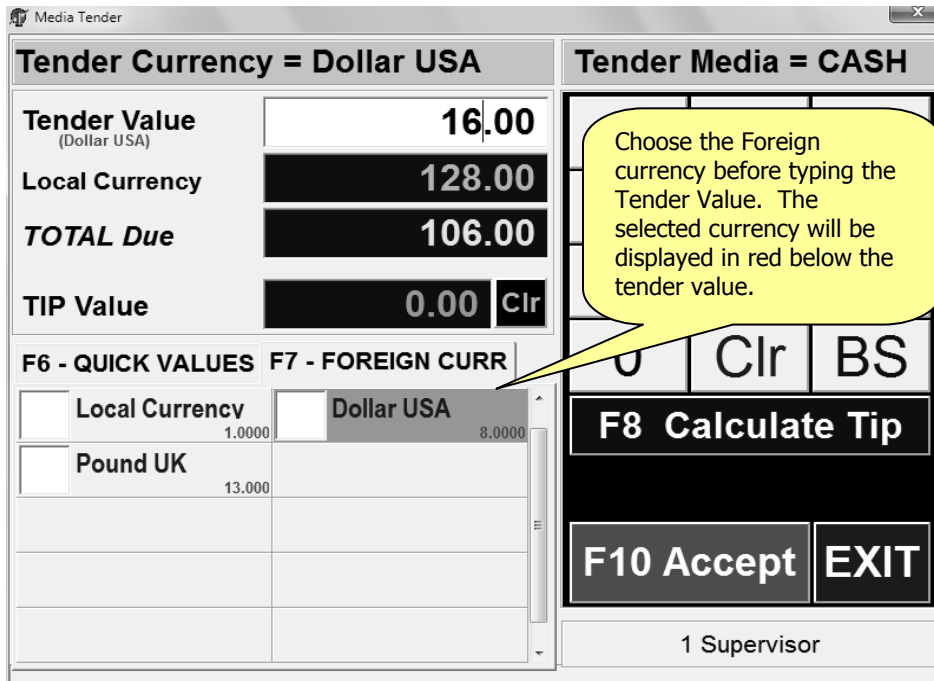 Media Tender
Tender Currency = Dollar USA
Tender Media = CASH
Tender Value
(Dollar USA)
16.00
Local Currency
128.00
TOTAL Due
106.00
TIP Value
0.00
Clr
F6 - QUICK VALUES
F7 - FOREIGN CURR
Local Currency
1.0000
Dollar USA
8.0000
Pound UK
13.000
Choose the Foreign
currency before typing the
Tender Value. The
selected currency will be
displayed in red below the
tender value.
0
Clr
BS
F8 Calculate Tip
F10 Accept
EXIT
1 Supervisor